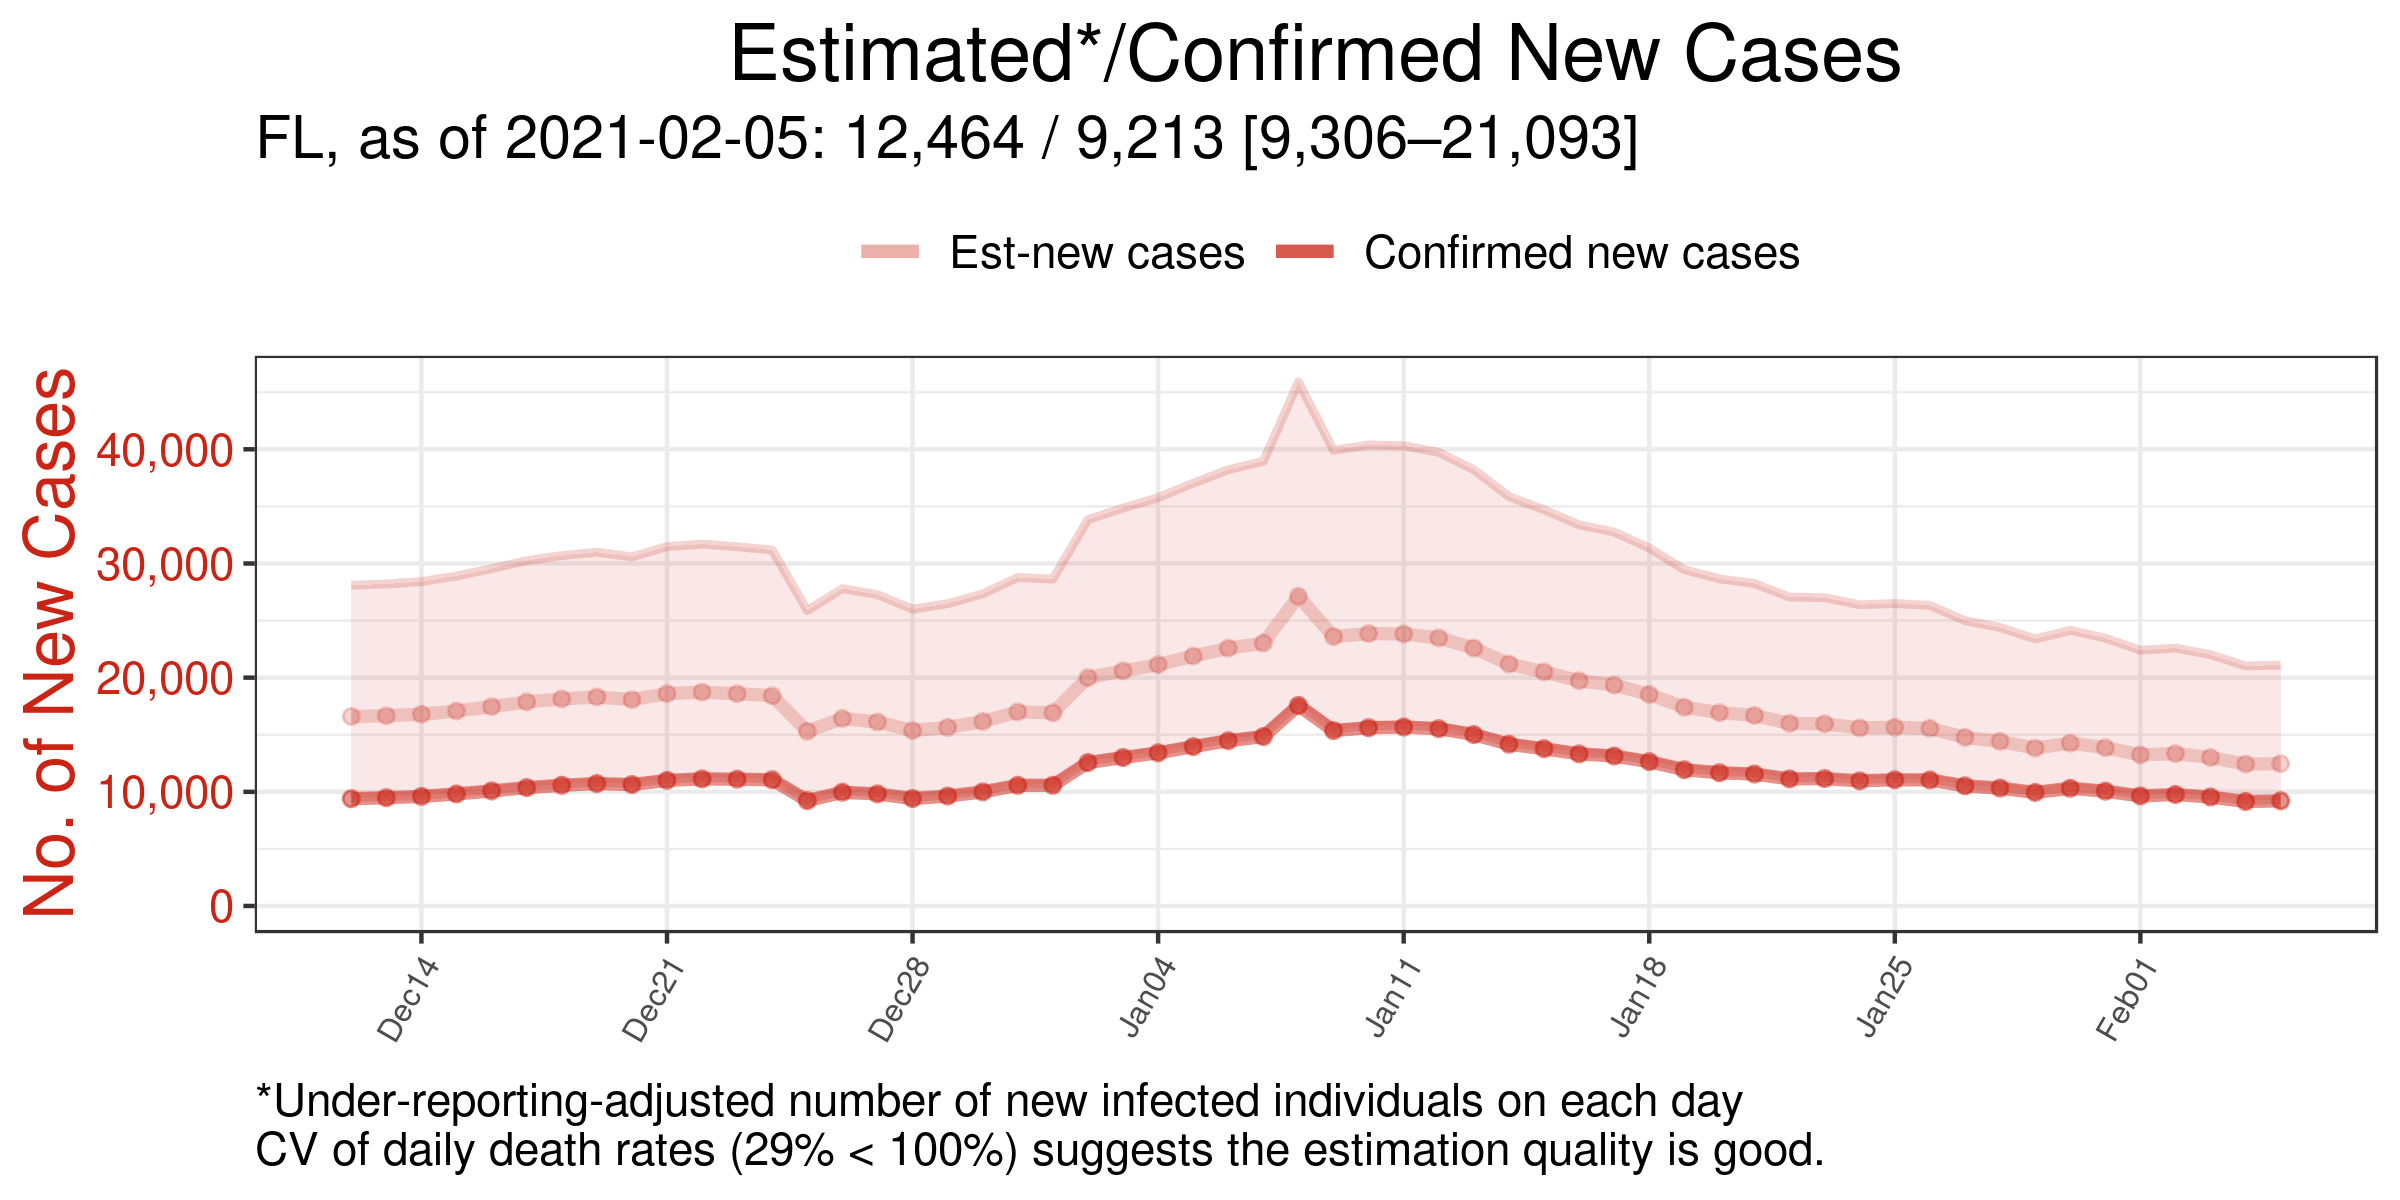 Estimated*/Confirmed New Cases
FL, as of 2021-02-05: 12,464 / 9,213 [9,306–21,093]
Est-new cases
Confirmed new cases
No. of New Cases
40,000
30,000
20,000
10,000
0
Dec14
Dec21
Dec28
Jan04
Jan11
Jan18
Jan25
Feb01
*Under-reporting-adjusted number of new infected individuals on each day
CV of daily death rates (29% < 100%) suggests the estimation quality is good.